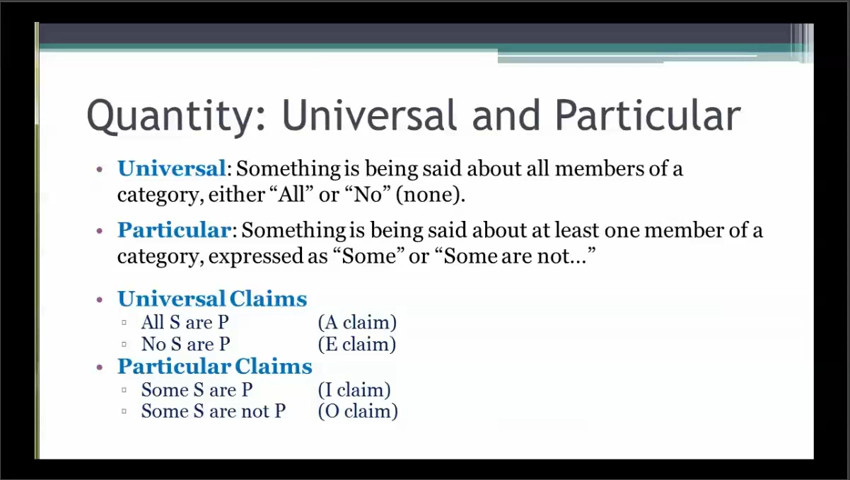 Quantity: Universal and Particular
• Universal: Something is being said about all members of a
category, either “All” or “No” (none).
• Particular: Something is being said about at least one member of a
category, expressed as “Some” or “Some are not…”
• Universal Claims
▫ All S are P (A claim)
▫ No S are P (E claim)
• Particular Claims
▫ Some S are P (I claim)
▫ Some S are not P (O claim)